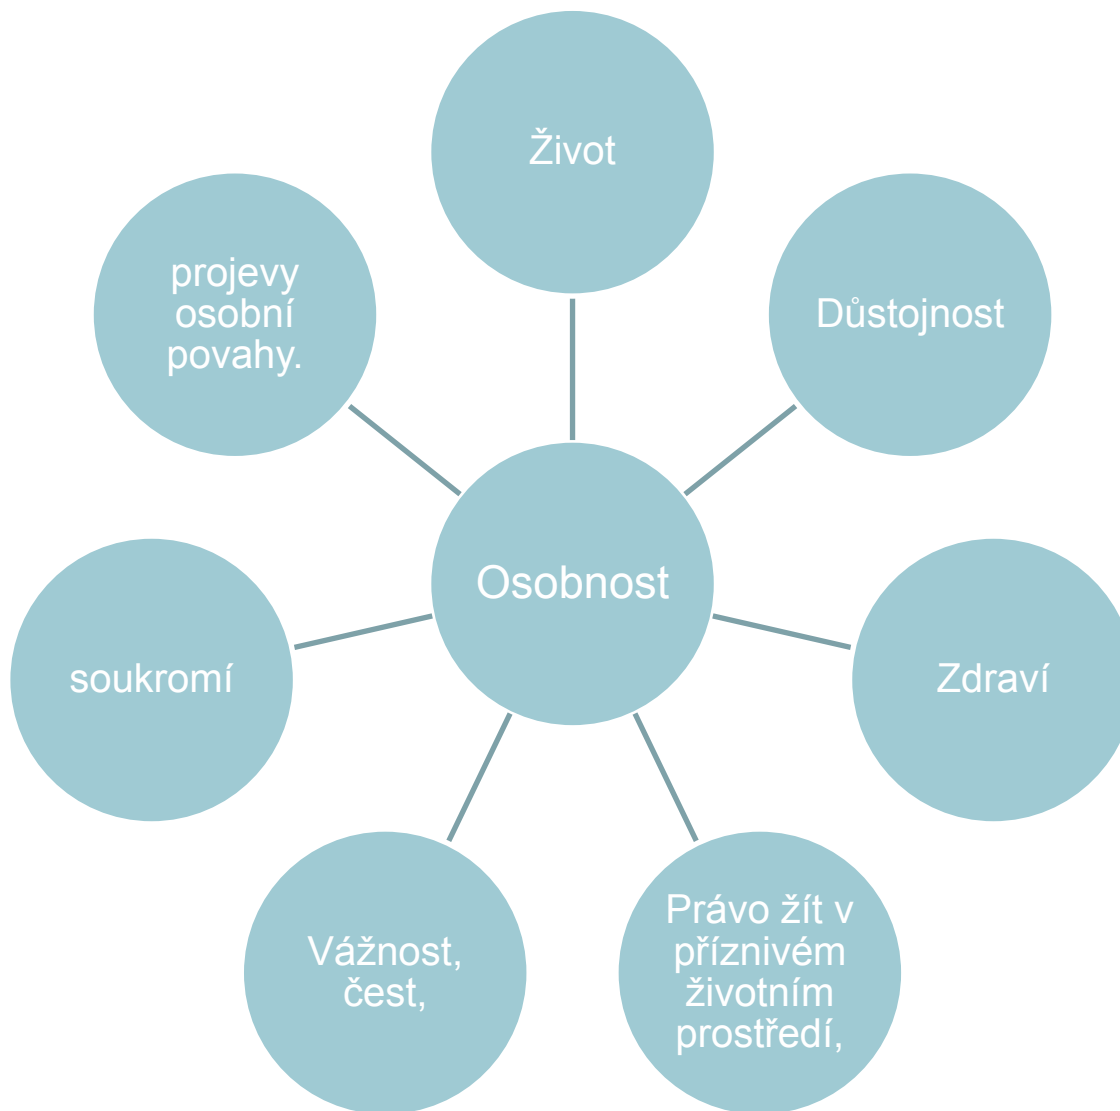 Život
projevy
osobní
povahy.
Důstojnost
Osobnost
soukromí
Zdraví
Vážnost,
čest,
Právo žít v
příznivém
životním
prostředí,